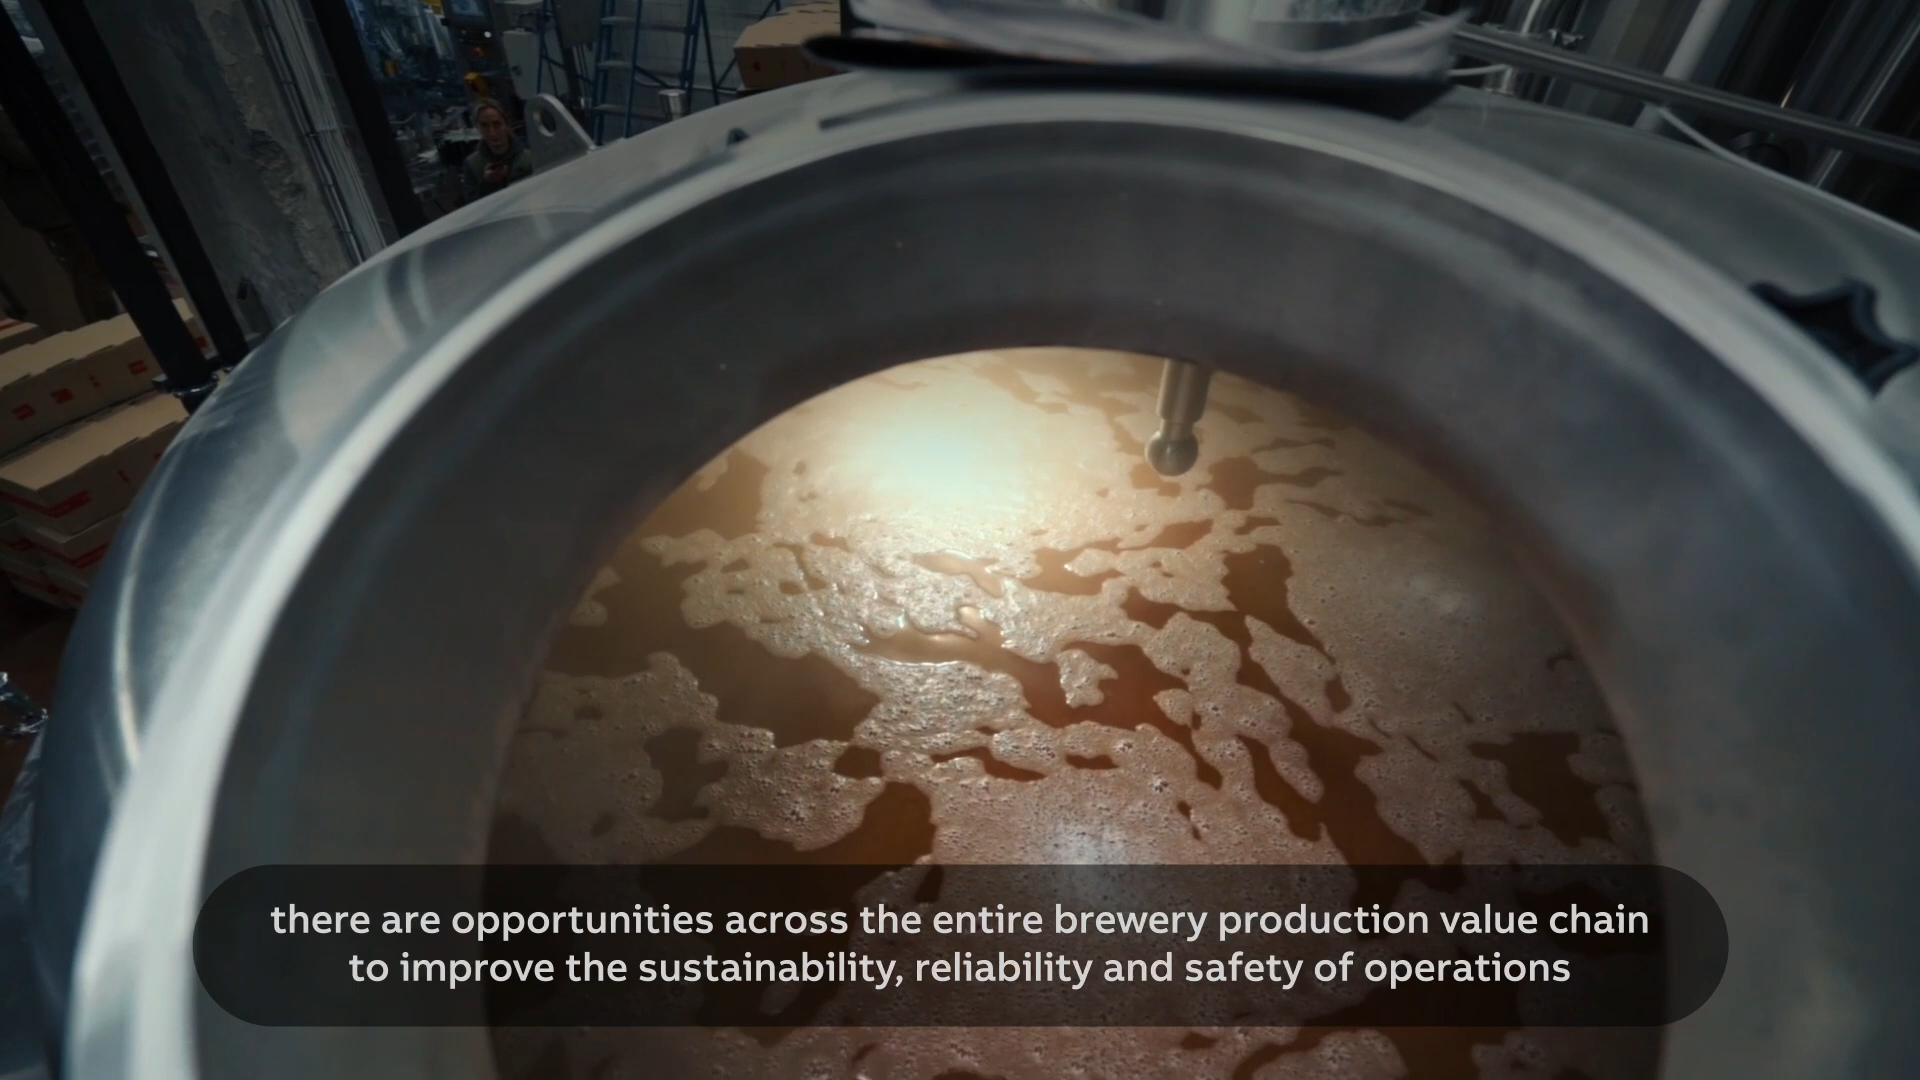 there are opportunities across the entire brewery production value chain
to improve the sustainability, reliability and safety of operations